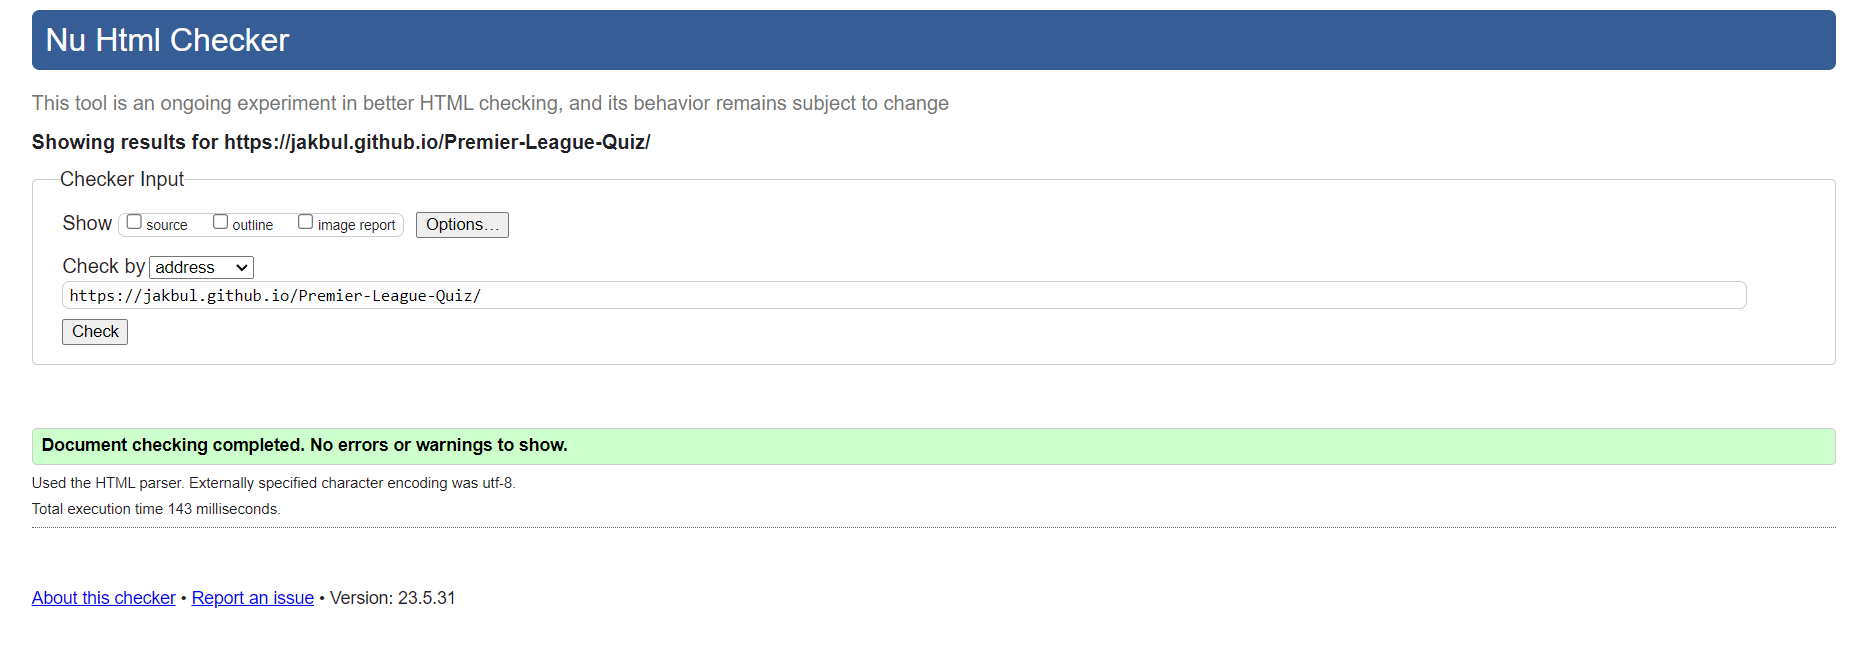 Nu Html Checker
This tool is an ongoing experiment in better HTML checking, and its behavior remains subject to change
Showing results for https://jakbul.github.io/Premier-League-Quiz/
Checker Input
Show source outline image report Options…
Check by address
https://jakbul.github.io/Premier-League-Quiz/
Check
Document checking completed. No errors or warnings to show.
Used the HTML parser. Externally specified character encoding was utf-8.
Total execution time 143 milliseconds.
About this checker • Report an issue • Version: 23.5.31